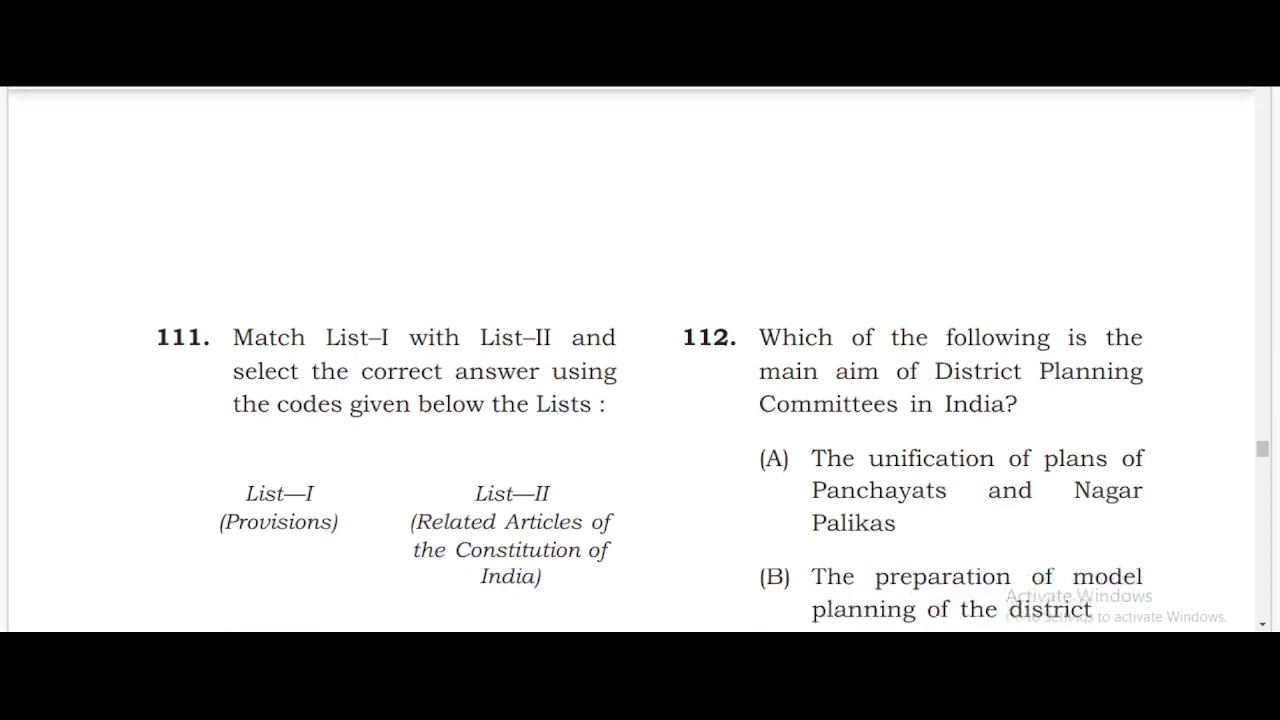 111. Match List–I with List–II and
select the correct answer using
the codes given below the Lists :
List—I
(Provisions)
List—II
(Related Articles of
the Constitution of
India)
112. Which of the following is the
main aim of District Planning
Committees in India?
(A) The unification of plans of
Panchayats and Nagar
Palikas
(B) The preparation of model
planning of the district
Activate Windows
to activate Windows.